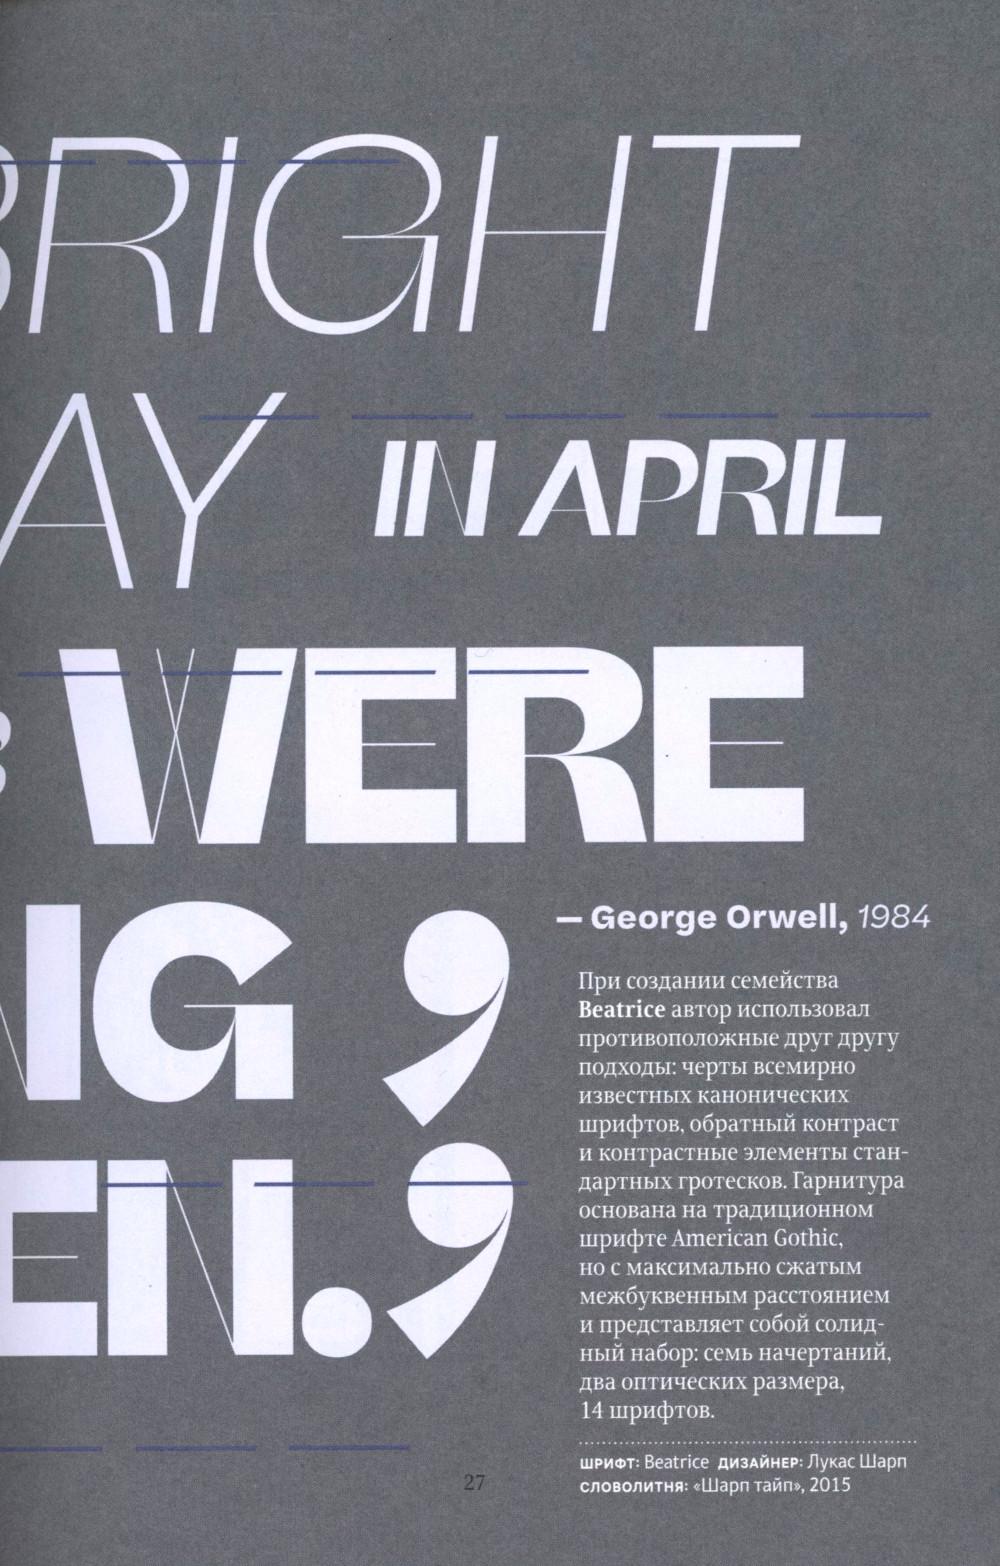 BRIGHT
AY IN APRIL
WERE
NG ,
— George Orwell, 1984
EN.,
При создании семейства
Beatrice автор использовал
противоположные друг другу
подходы: черты всемирно
известных канонических
шрифтов, обратный контраст
и контрастные элементы стан-
дартных гротесков. Гарнитура
основана на традиционном
шрифте American Gothic,
но с максимально сжатым
межбуквенным расстоянием
и представляет собой солид-
ный набор: семь начертаний,
два оптических размера,
14 шрифтов.
ШРИФТ: Beatrice ДИЗАЙНЕР: Лукас Шарп
СЛОВОЛИТНЯ: «Шарп тайп», 2015
27